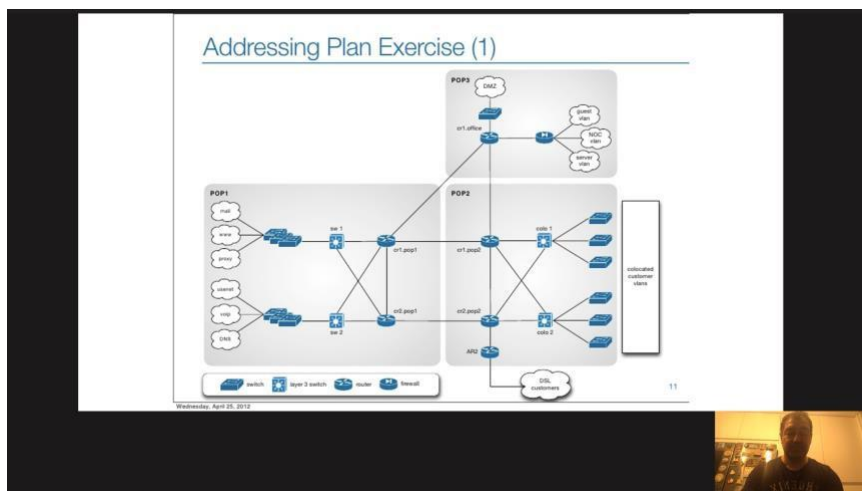 Addressing Plan Exercise (1)
POP3
DMZ
cr1.office
guest
vlan
NOC
vlan
server
vlan
POP1
mail
www
proxy
usenet
voip
DNS
sw 1
sw 2
cr1.pop1
cr2.pop1
POP2
cr1.pop2
cr2.pop2
colo 1
colo 2
AR2
DSL
customers
colocated
customer
vlans
switch
layer 3 switch
router
firewall
11
Wednesday, April 25, 2012